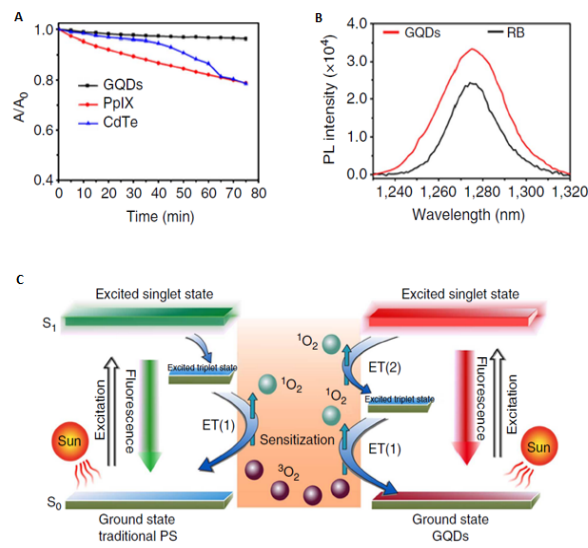 A
1.0
0.8
1.0
0.4
A/A0
GQDs
PpIX
CdTe
0 10 20 30 40 50 60 70 80
Time (min)
B
GQDs
RB
4.0
3.0
2.0
1.0
0.0
PL intensity (×10⁴)
1,240 1,260 1,280 1,300 1,320
Wavelength (nm)
C
Excited singlet state
Excited singlet state
S₁
Excited triplet state
Excited triplet state
¹O₂
¹O₂
¹O₂
ET(2)
ET(1)
ET(1)
Sensitization
³O₂
Excitation
Fluorescence
Fluorescence
Excitation
Sun
Sun
S₀
Ground state
traditional PS
Ground state
GQDs